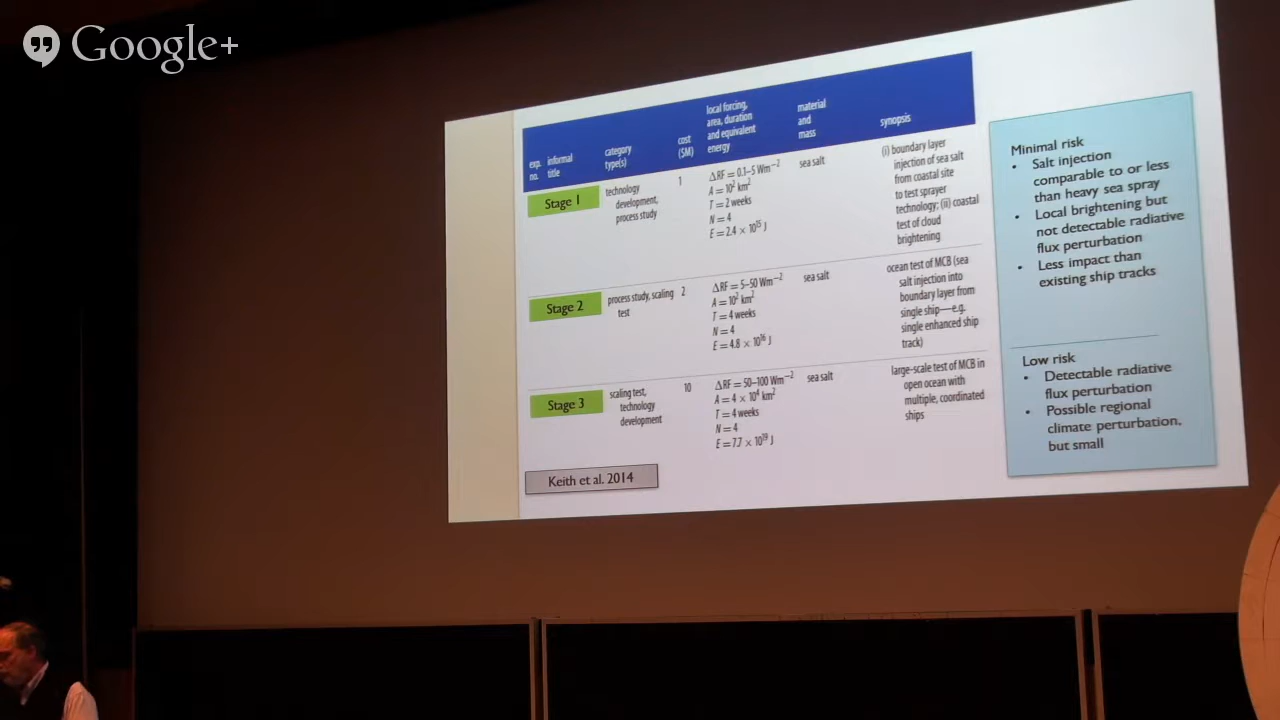 Google+
exp. no.
informal title
category type(s)
cost ($M)
local forcing, area, duration and equivalent energy
material and mass
synopsis
Stage 1
technology development, process study
1
ΔRF = 0.1–5 Wm⁻²
A = 10² km²
T = 2 weeks
N = 4
E = 2.4 × 10¹⁵ J
sea salt
(i) boundary layer
injection of sea salt
from coastal site
to test sprayer
technology; (ii) coastal
test of cloud
brightening
Stage 2
process study, scaling
test
2
ΔRF = 5–50 Wm⁻²
A = 10² km²
T = 4 weeks
N = 4
E = 4.8 × 10¹⁶ J
sea salt
ocean test of MCB (sea
salt injection into
boundary layer from
single ship—e.g.
single enhanced ship
track)
Stage 3
scaling test,
technology
development
10
ΔRF = 50–100 Wm⁻²
A = 4 × 10⁴ km²
T = 4 weeks
N = 4
E = 7.7 × 10¹⁹ J
sea salt
large-scale test of MCB in
open ocean with
multiple, coordinated
ships
Keith et al. 2014
Minimal risk
• Salt injection
comparable to or less
than heavy sea spray
• Local brightening but
not detectable radiative
flux perturbation
• Less impact than
existing ship tracks
Low risk
• Detectable radiative
flux perturbation
• Possible regional
climate perturbation,
but small